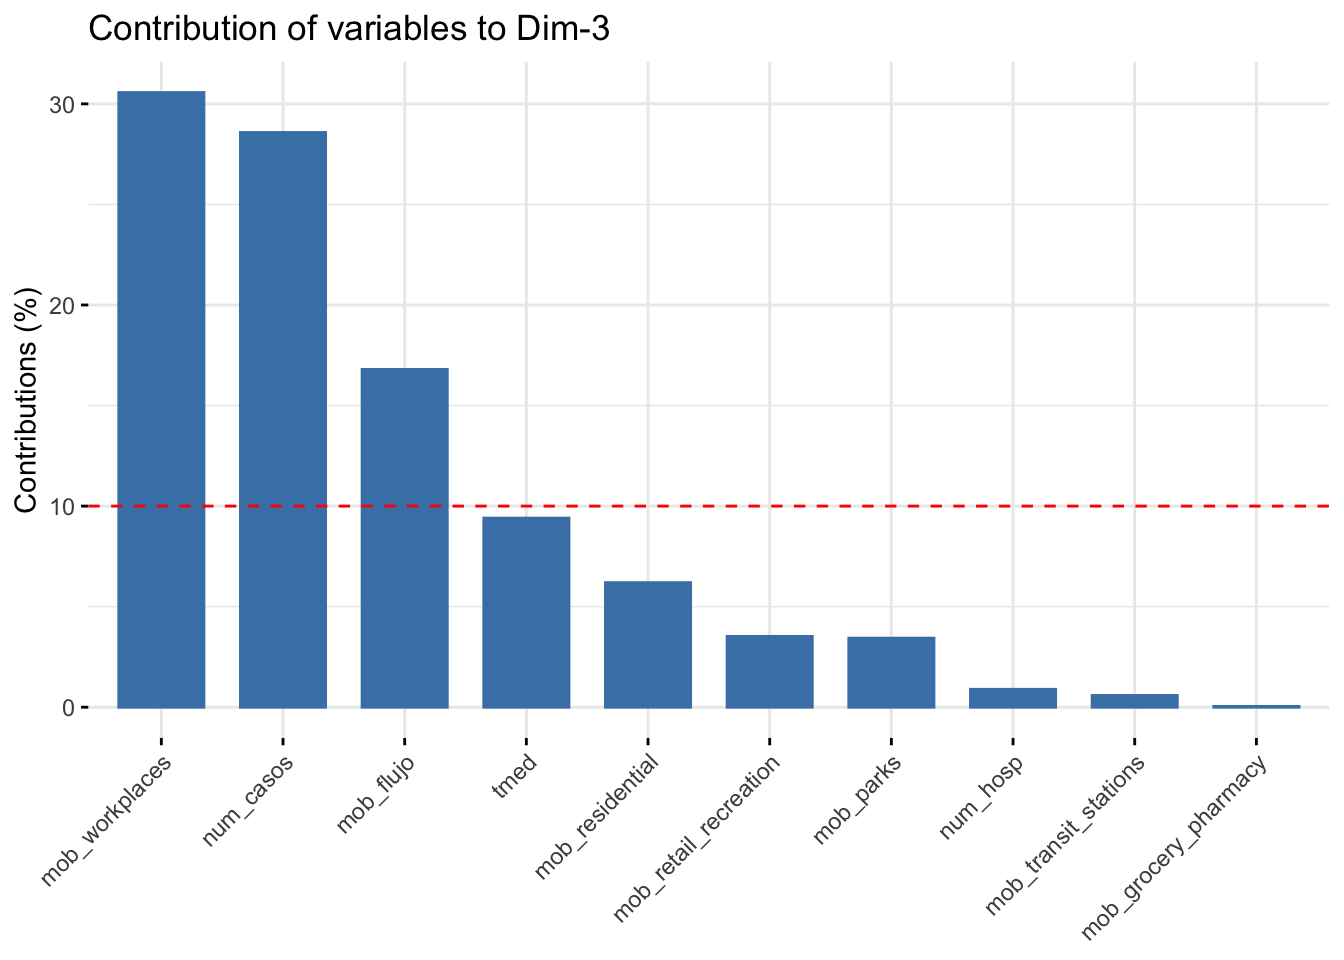 Contribution of variables to Dim-3
Contributions (%)
30
20
10
0
mob_workplaces
num_casos
mob_flujo
tmed
mob_residential
mob_retail_recreation
mob_parks
num_hosp
mob_transit_stations
mob_grocery_pharmacy